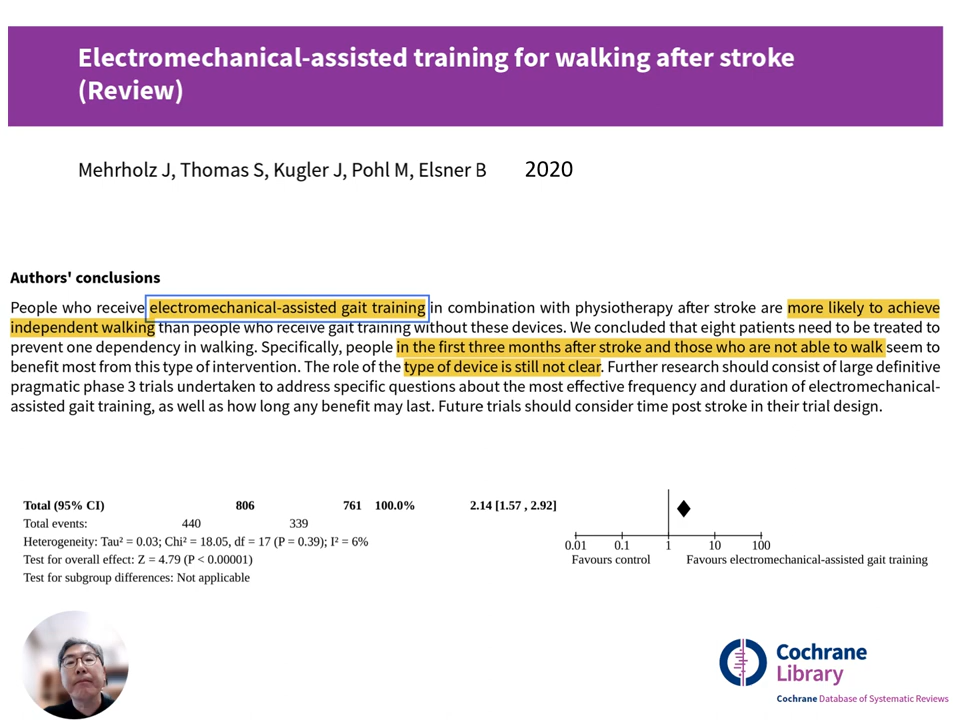 Electromechanical-assisted training for walking after stroke
(Review)
Mehrholz J, Thomas S, Kugler J, Pohl M, Elsner B 2020
Authors' conclusions
People who receive electromechanical-assisted gait training in combination with physiotherapy after stroke are more likely to achieve
independent walking than people who receive gait training without these devices. We concluded that eight patients need to be treated to
prevent one dependency in walking. Specifically, people in the first three months after stroke and those who are not able to walk seem to
benefit most from this type of intervention. The role of the type of device is still not clear. Further research should consist of large definitive
pragmatic phase 3 trials undertaken to address specific questions about the most effective frequency and duration of electromechanical-
assisted gait training, as well as how long any benefit may last. Future trials should consider time post stroke in their trial design.
Total (95% CI) 806 761 100.0% 2.14 [1.57 , 2.92]
Total events: 440 339
Heterogeneity: Tau² = 0.03; Chi² = 18.05, df = 17 (P = 0.39); I² = 6%
Test for overall effect: Z = 4.79 (P < 0.00001)
Test for subgroup differences: Not applicable
0.01 0.1 1 10 100
Favours control Favours electromechanical-assisted gait training
Cochrane
Library
Cochrane Database of Systematic Reviews